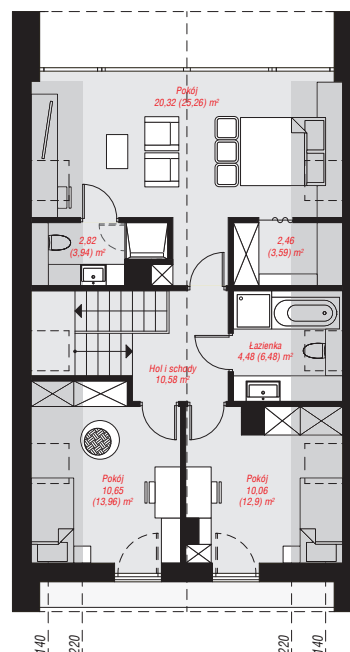 Pokój
20,32 (25,26) m²
2,82
(3,94) m²
2,46
(3,59) m²
Łazienka
4,48 (6,48) m²
Hol i schody
10,58 m²
Pokój
10,65
(13,96) m²
Pokój
10,06
(12,9) m²
140
220
220
140